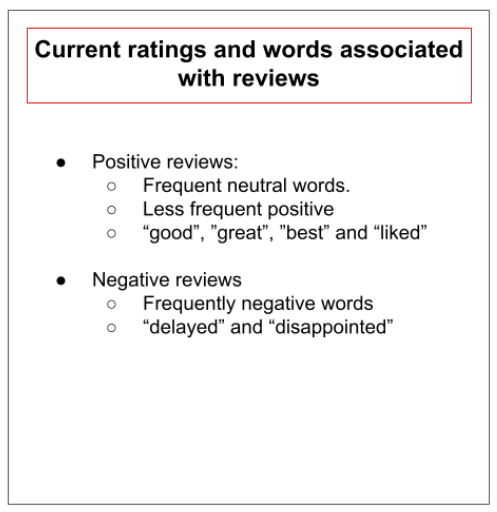 Current ratings and words associated
with reviews
● Positive reviews:
○ Frequent neutral words.
○ Less frequent positive
○ “good”, ”great”, ”best” and “liked”
● Negative reviews
○ Frequently negative words
○ “delayed” and “disappointed”